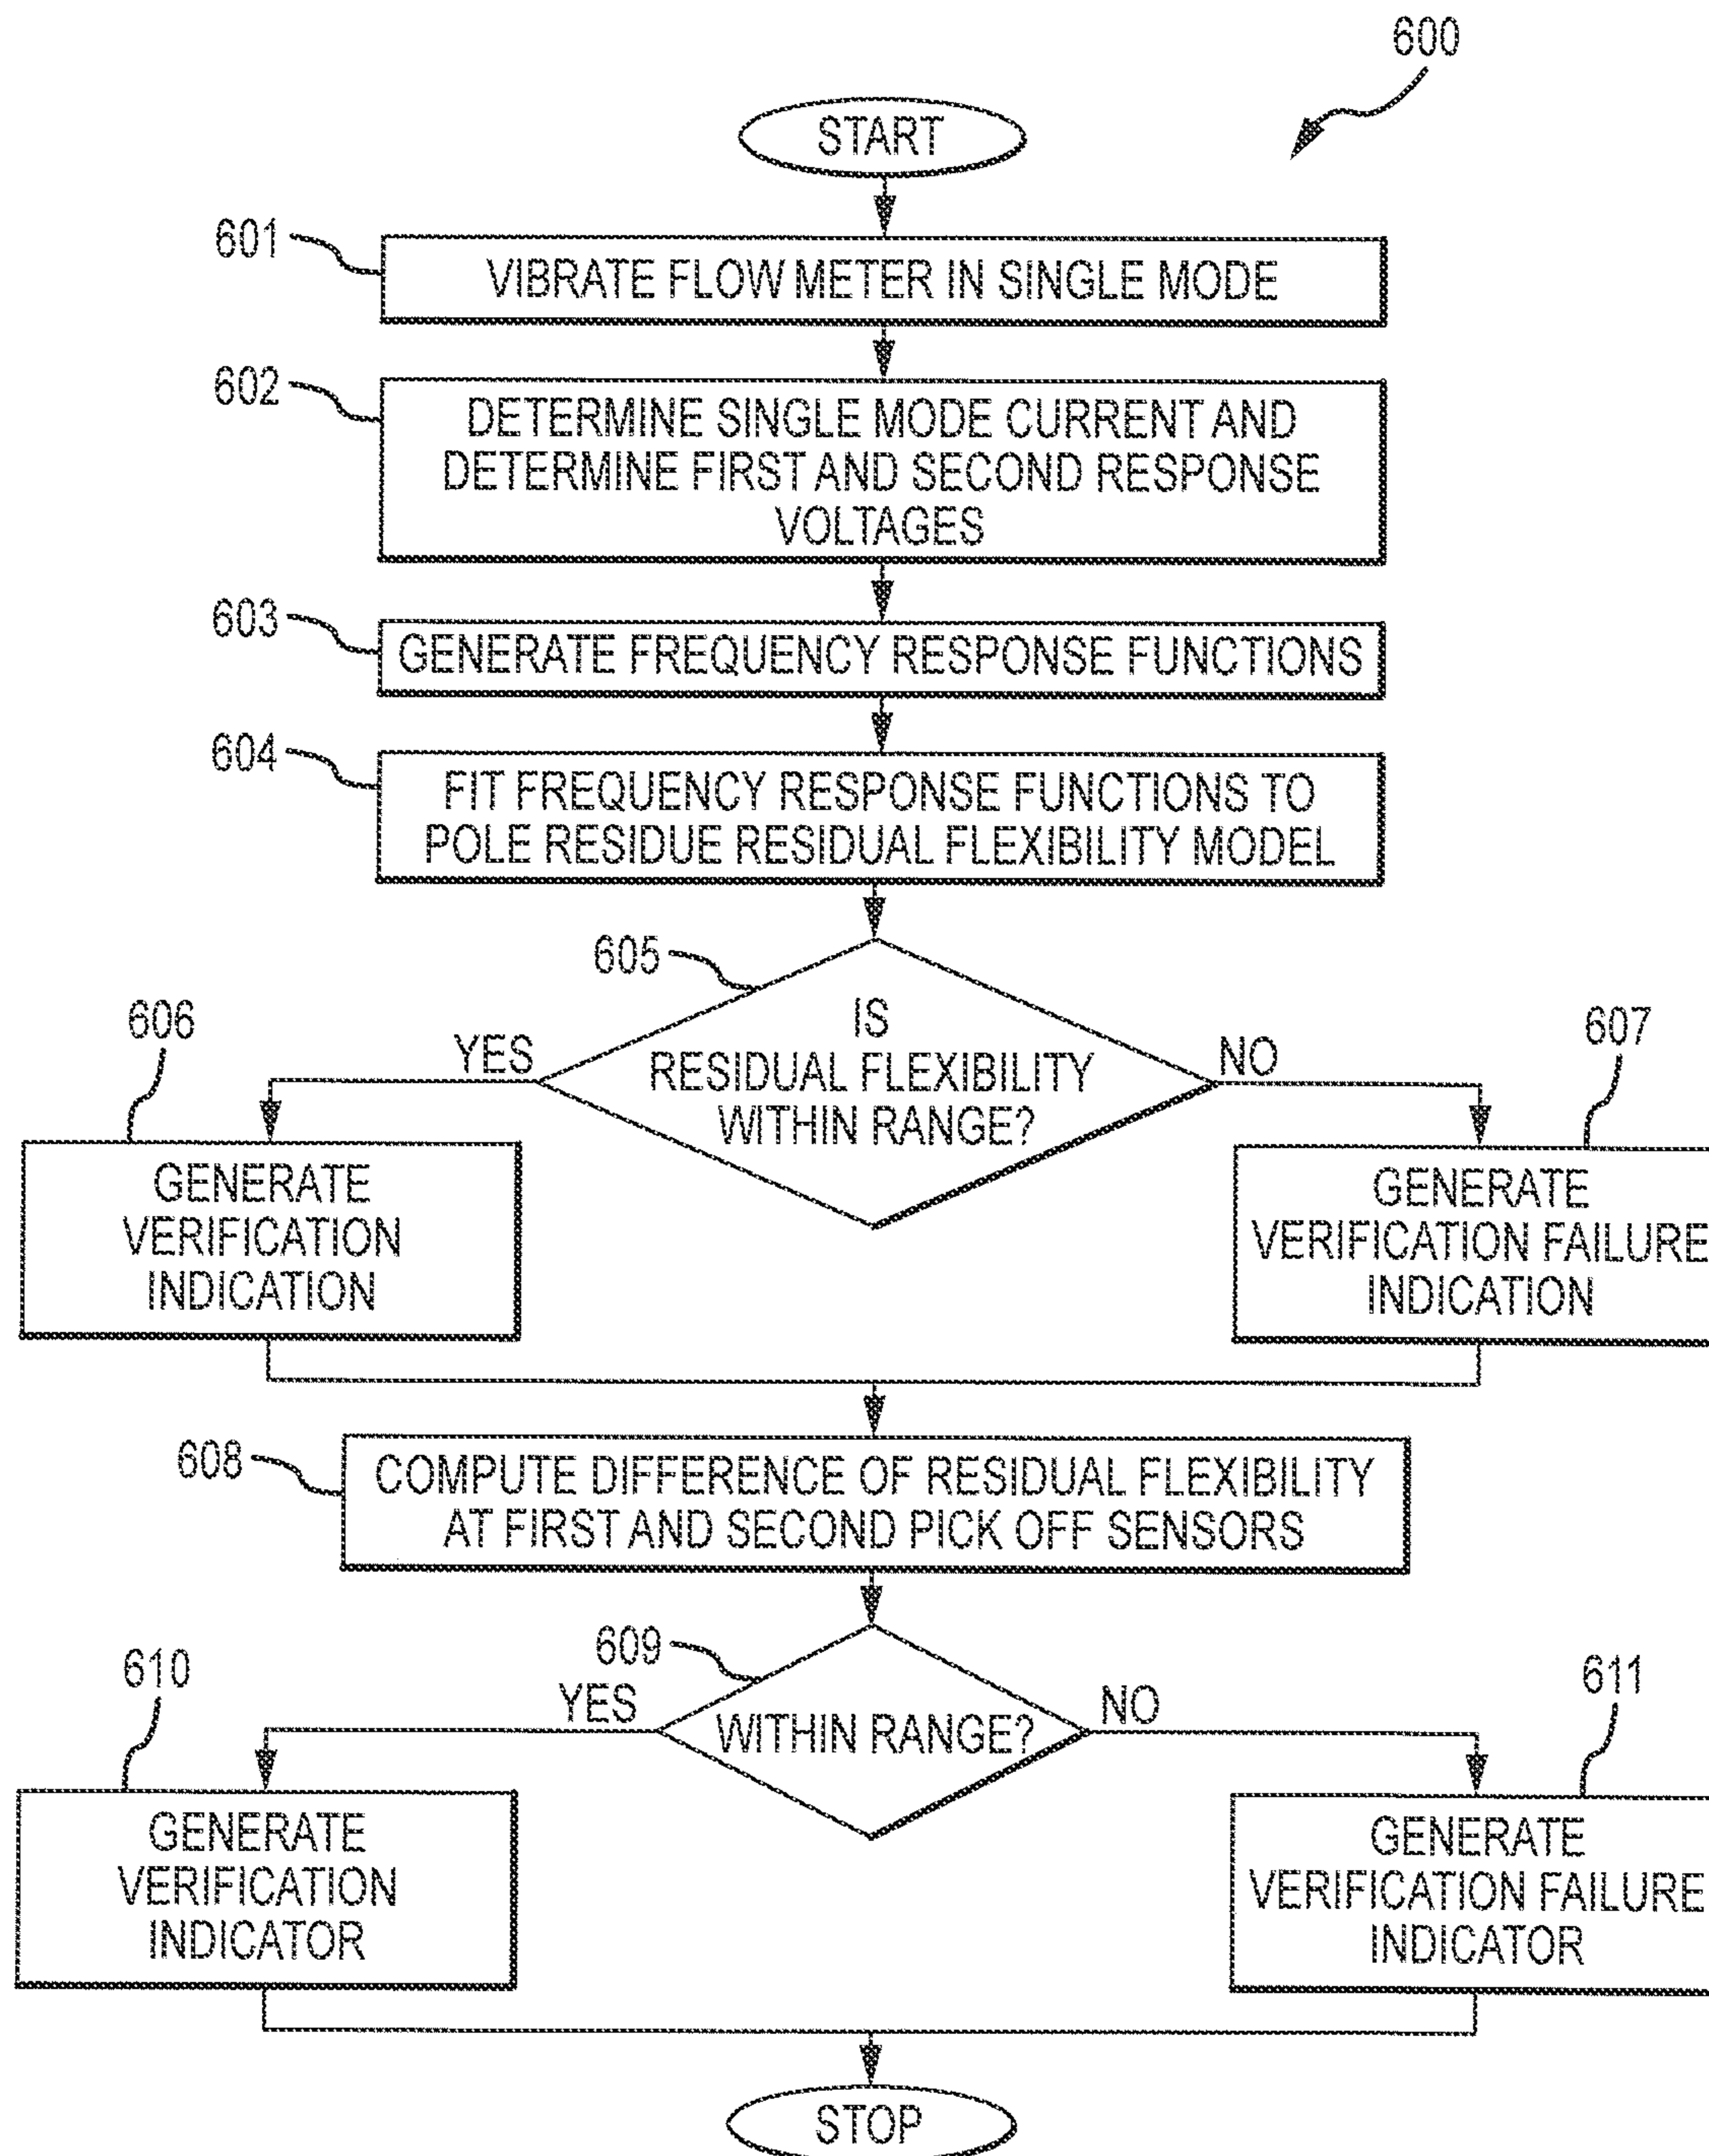 600
START
601
VIBRATE FLOW METER IN SINGLE MODE
602
DETERMINE SINGLE MODE CURRENT AND
DETERMINE FIRST AND SECOND RESPONSE
VOLTAGES
603
GENERATE FREQUENCY RESPONSE FUNCTIONS
604
FIT FREQUENCY RESPONSE FUNCTIONS TO
POLE RESIDUE RESIDUAL FLEXIBILITY MODEL
605
IS
RESIDUAL FLEXIBILITY
WITHIN RANGE?
YES
NO
606
GENERATE
VERIFICATION
INDICATION
607
GENERATE
VERIFICATION FAILURE
INDICATION
608
COMPUTE DIFFERENCE OF RESIDUAL FLEXIBILITY
AT FIRST AND SECOND PICK OFF SENSORS
609
WITHIN RANGE?
YES
NO
610
GENERATE
VERIFICATION
INDICATOR
611
GENERATE
VERIFICATION FAILURE
INDICATOR
STOP